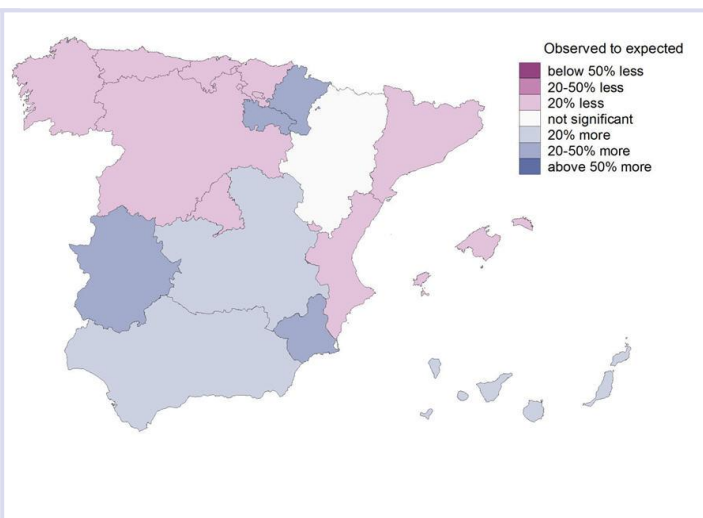 Observed to expected
below 50% less
20-50% less
20% less
not significant
20% more
20-50% more
above 50% more